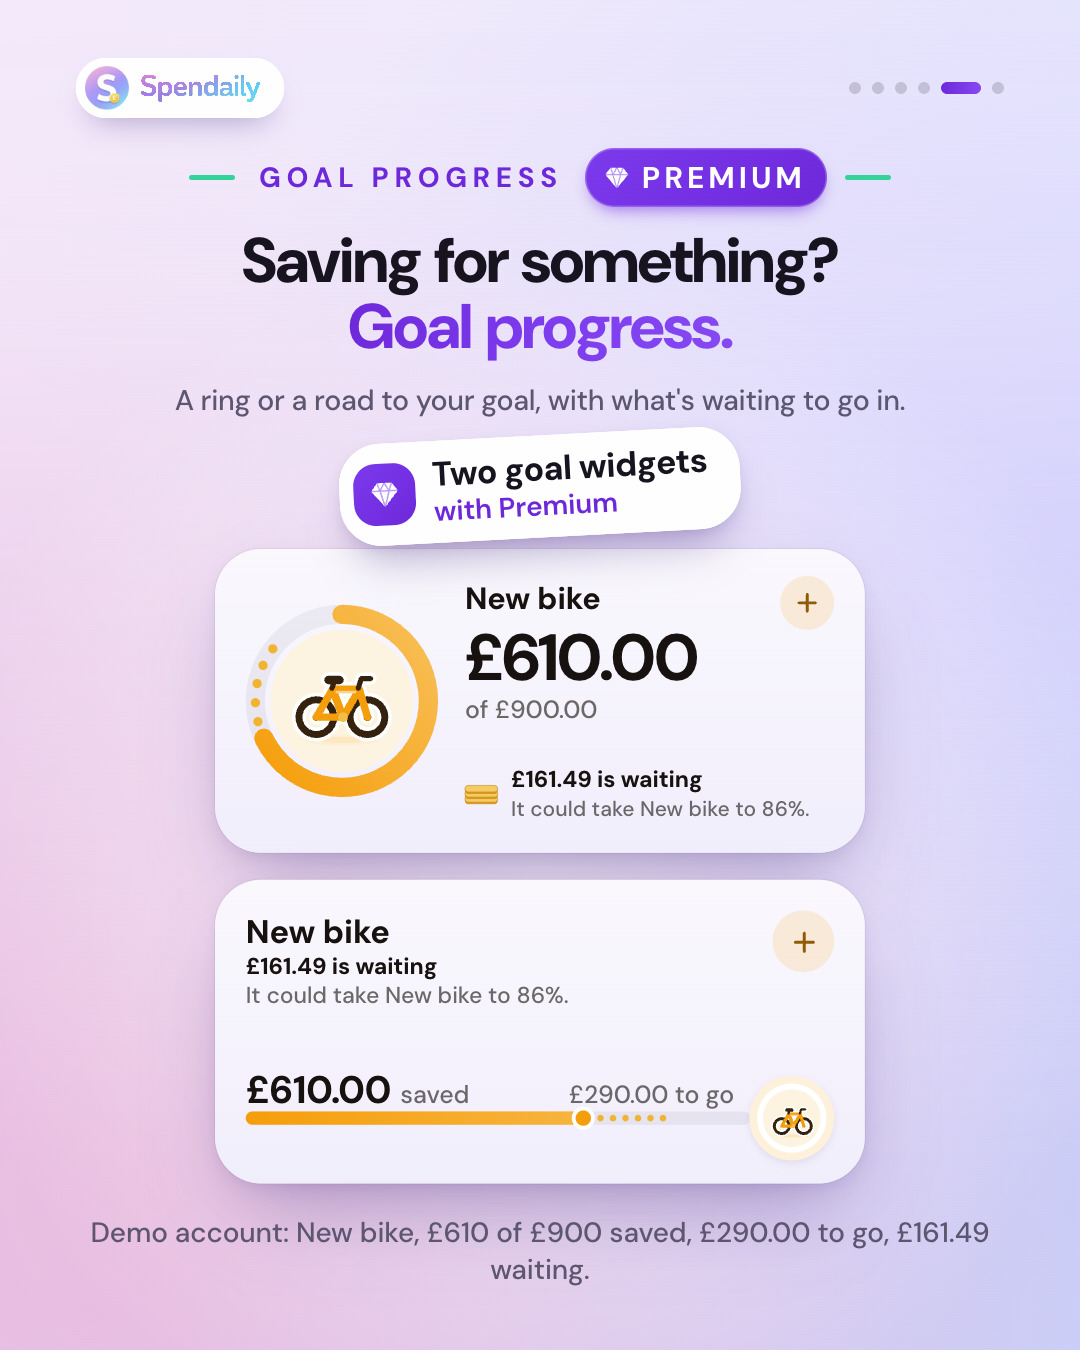 Spendaily
GOAL PROGRESS
PREMIUM
Saving for something?
Goal progress.
A ring or a road to your goal, with what's waiting to go in.
Two goal widgets
with Premium
New bike
£610.00
of £900.00
£161.49 is waiting
It could take New bike to 86%.
New bike
£161.49 is waiting
It could take New bike to 86%.
£610.00 saved
£290.00 to go
Demo account: New bike, £610 of £900 saved, £290.00 to go, £161.49
waiting.